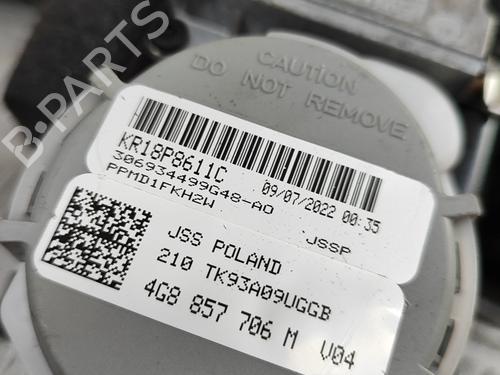 CAUTION
DO NOT REMOVE
KR18P8611C
09/07/2022 00:35
306934499G48-AO
PPMD1FKH2W
JSSP
JSS POLAND
210 TK93A09UGGB
4G8 857 706 M V04
B-PARTS